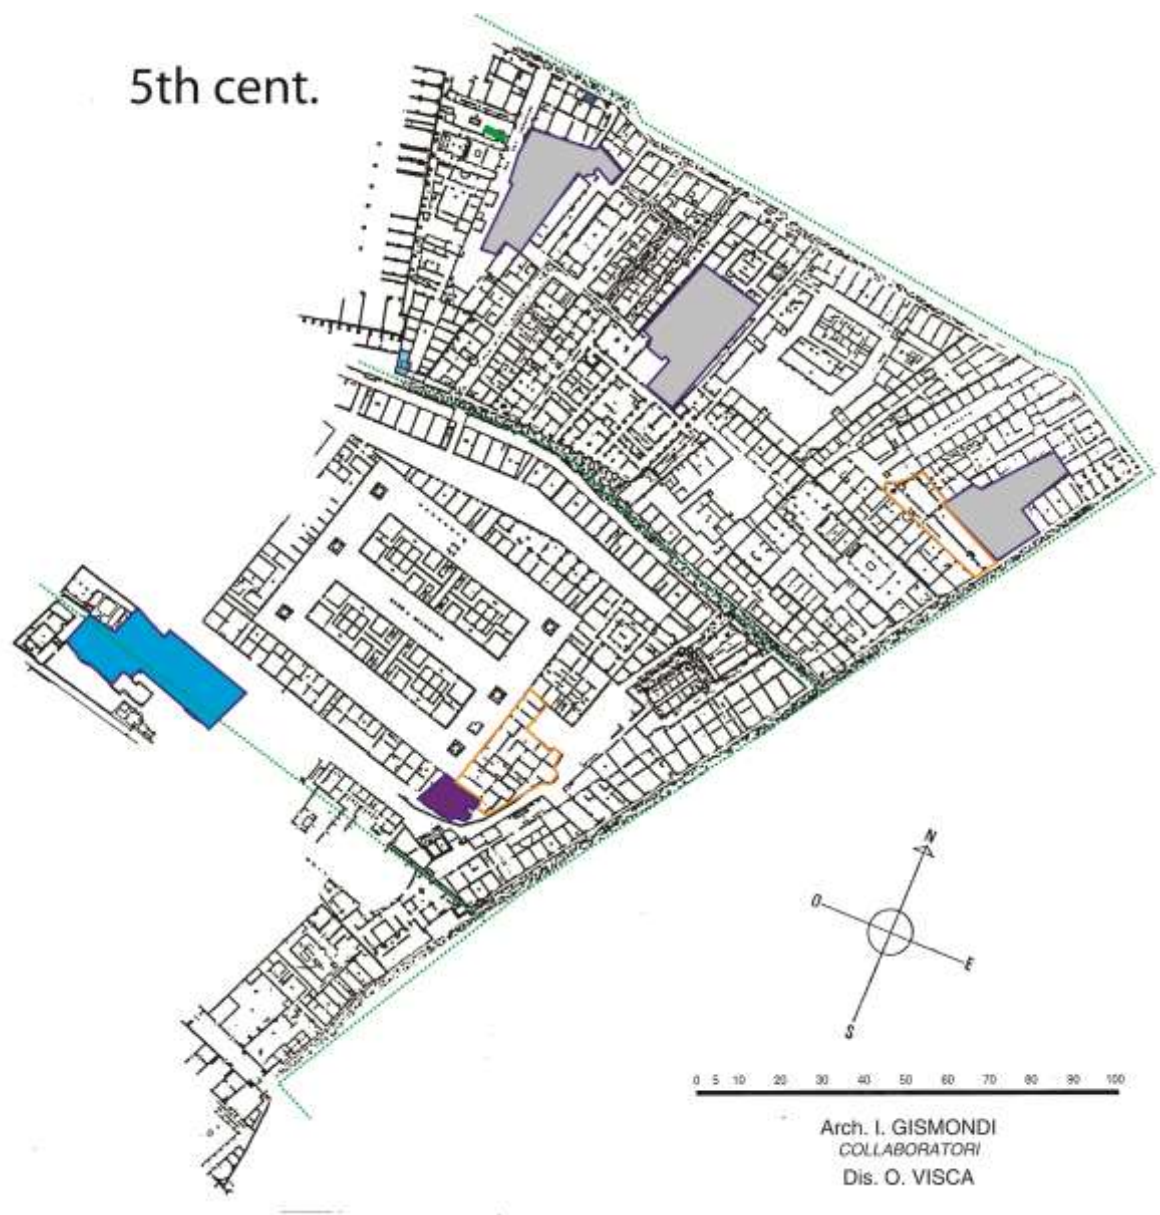 5th cent.
N
O
E
S
0 5 10 20 30 40 50 60 70 80 90 100
Arch. I. GISMONDI
COLLABORATORI
Dis. O. VISCA